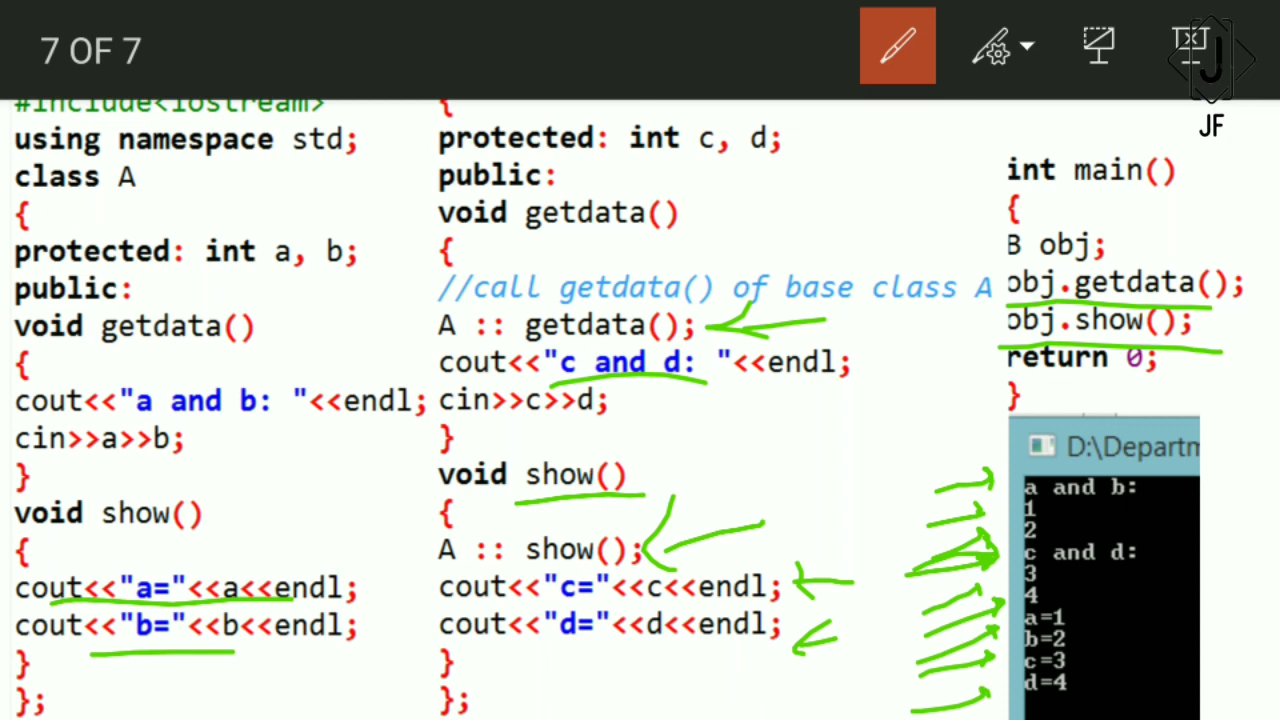 7 OF 7
J
JF
#include<iostream>
using namespace std;
class A
{
protected: int a, b;
public:
void getdata()
{
cout<<"a and b: "<<endl;
cin>>a>>b;
}
void show()
{
cout<<"a="<<a<<endl;
cout<<"b="<<b<<endl;
}
};
{
protected: int c, d;
public:
void getdata()
{
//call getdata() of base class A
A :: getdata();
cout<<"c and d: "<<endl;
cin>>c>>d;
}
void show()
{
A :: show();
cout<<"c="<<c<<endl;
cout<<"d="<<d<<endl;
}
};
int main()
{
B obj;
obj.getdata();
obj.show();
return 0;
}
D:\Departm
a and b:
1
2
c and d:
3
4
a=1
b=2
c=3
d=4